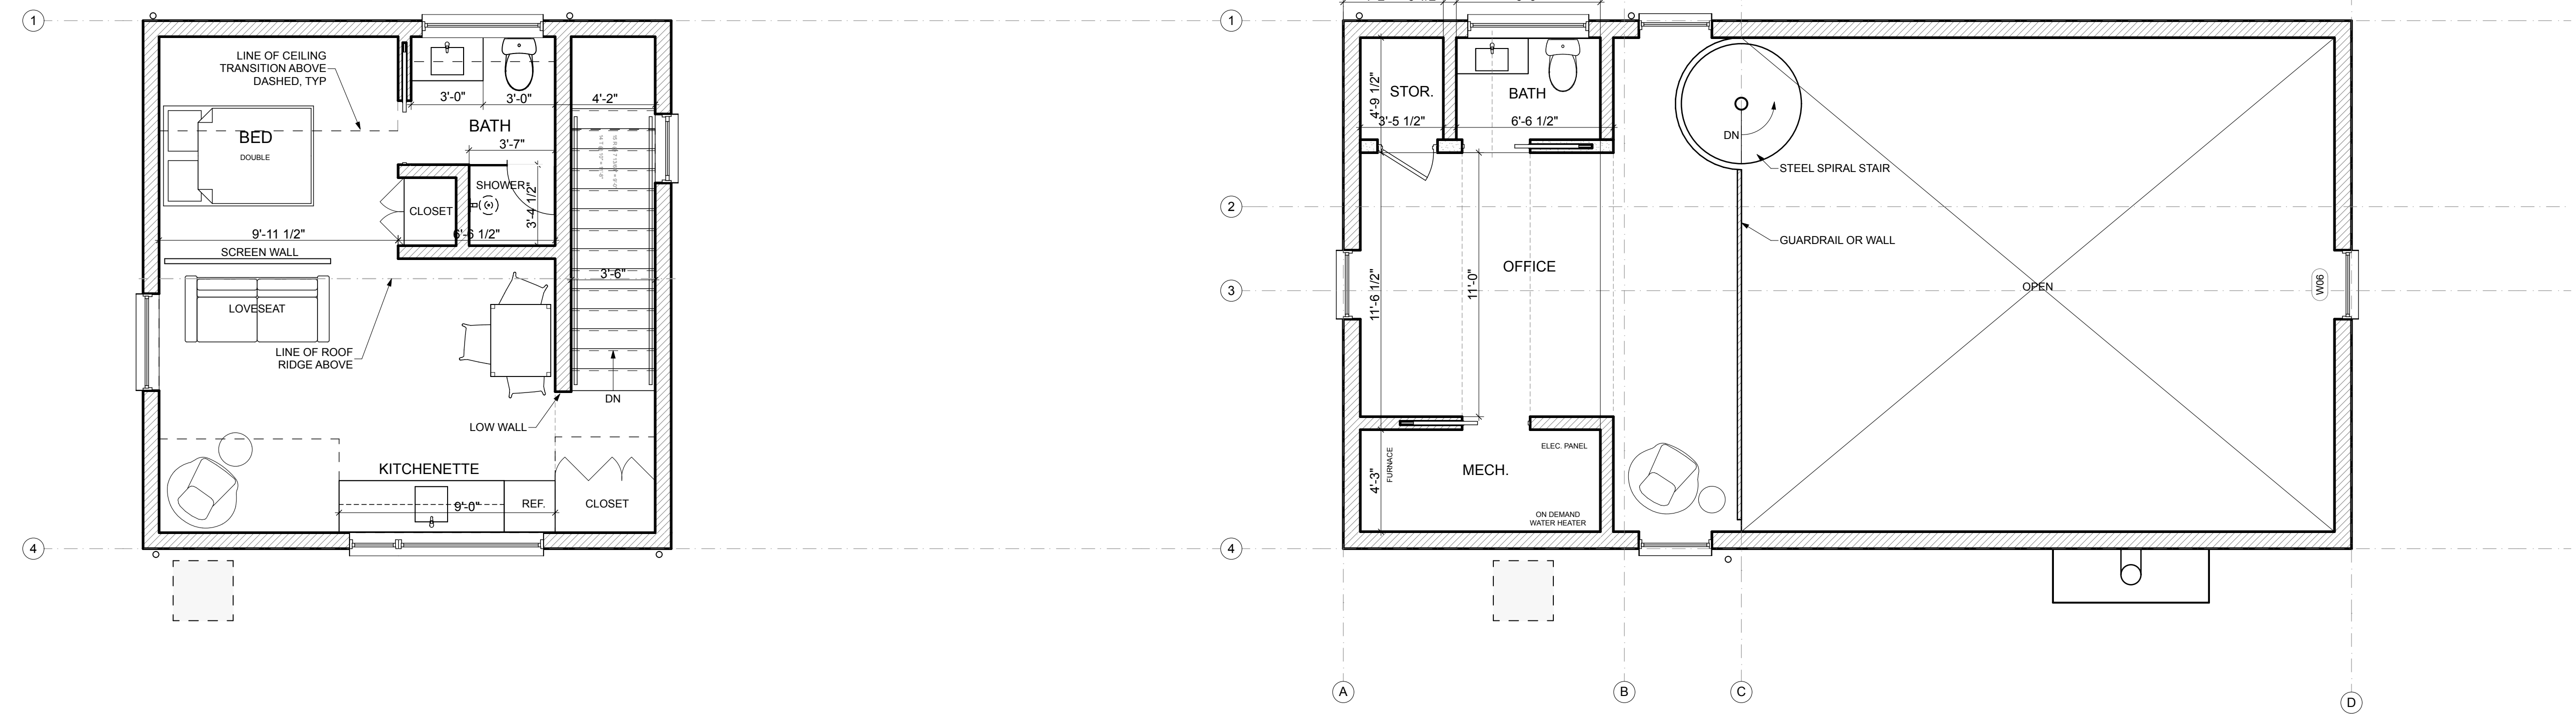 1
LINE OF CEILING
TRANSITION ABOVE
DASHED, TYP
3'-0"
3'-0"
4'-2"
BATH
BED
DOUBLE
3'-7"
SHOWER
3'-4 1/2"
CLOSET
9'-11 1/2"
6'-6 1/2"
SCREEN WALL
3'-6"
LOVESEAT
LINE OF ROOF
RIDGE ABOVE
DN
LOW WALL
KITCHENETTE
9'-0"
REF.
CLOSET
4
1
STOR.
4'-9 1/2"
3'-5 1/2"
BATH
6'-6 1/2"
DN
STEEL SPIRAL STAIR
2
GUARDRAIL OR WALL
OFFICE
3
11'-6 1/2"
11'-0"
OPEN
W06
ELEC. PANEL
MECH.
FURNACE
4'-3"
ON DEMAND
WATER HEATER
4
A
B
C
D